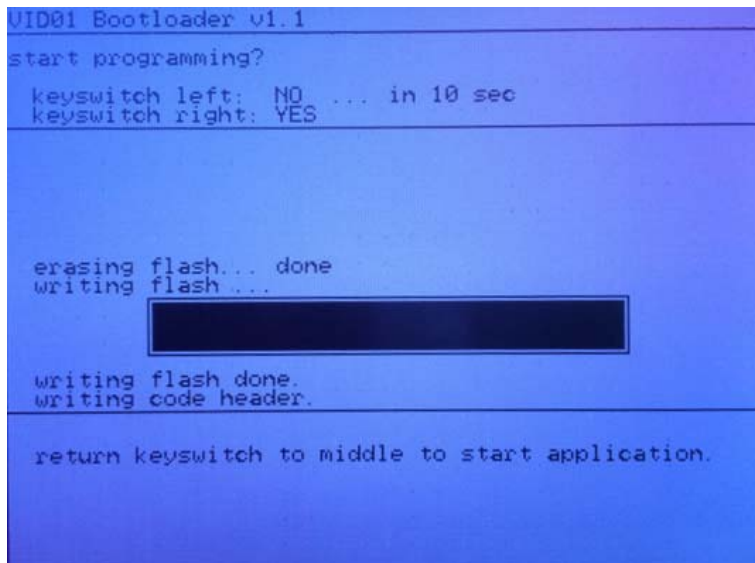 VID01 Bootloader v1.1
start programming?
keyswitch left: NO ... in 10 sec
keyswitch right: YES
erasing flash... done
writing flash ...
writing flash done.
writing code header.
return keyswitch to middle to start application.